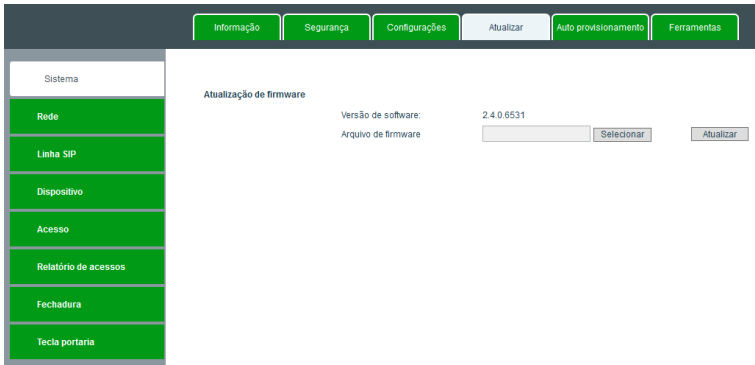 Informação Segurança Configurações Atualizar Auto provisionamento Ferramentas
Sistema
Rede
Linha SIP
Dispositivo
Acesso
Relatório de acessos
Fechadura
Tecla portaria
Atualização de firmware
Versão de software: 2.4.0.6531
Arquivo de firmware Selecionar Atualizar